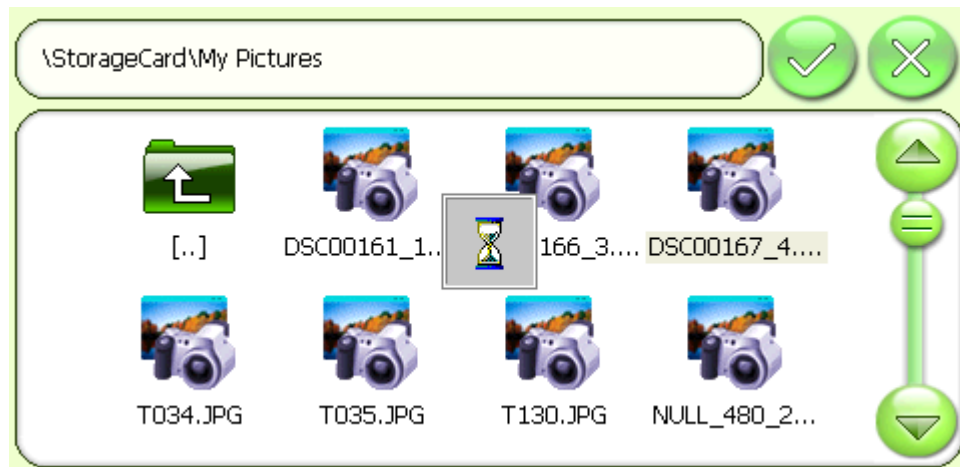 \StorageCard\My Pictures
[..] DSC00161_1.. 166_3.... DSC00167_4....
T034.JPG T035.JPG T130.JPG NULL_480_2...